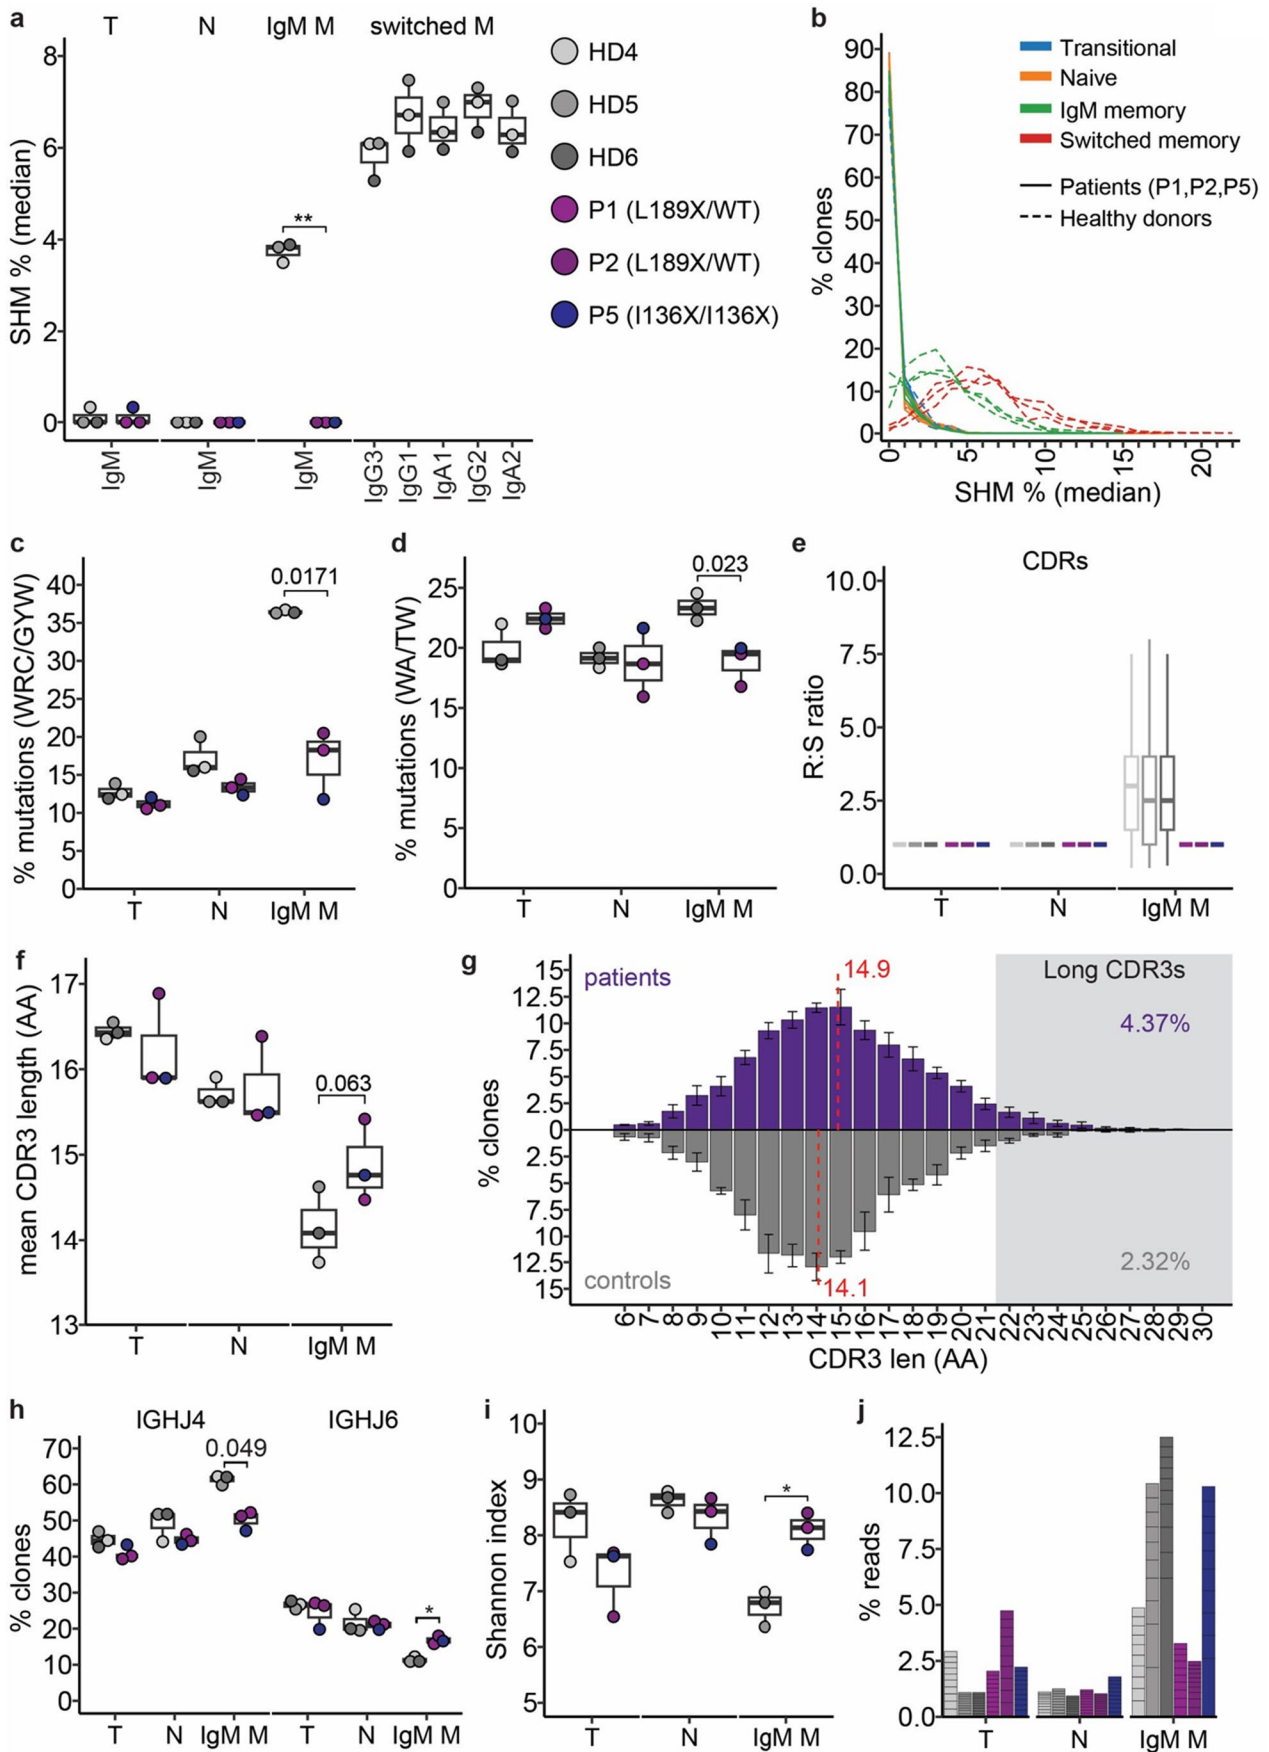 a
T N IgM M switched M
SHM % (median)
8
6
4
2
0
**
IgM IgM IgM IgG3 IgG1 IgA1 IgG2 IgA2
HD4
HD5
HD6
P1 (L189X/WT)
P2 (L189X/WT)
P5 (I136X/I136X)
b
% clones
90
80
70
60
50
40
30
20
10
0
0 5 10 15 20
SHM % (median)
Transitional
Naive
IgM memory
Switched memory
Patients (P1,P2,P5)
Healthy donors
c
% mutations (WRC/GYW)
40
35
30
25
20
15
10
5
0
0.0171
T N IgM M
d
% mutations (WA/TW)
25
20
15
10
5
0
0.023
T N IgM M
e
CDRs
R:S ratio
10.0
7.5
5.0
2.5
0.0
T N IgM M
f
mean CDR3 length (AA)
17
16
15
14
13
0.063
T N IgM M
g
% clones
15
12.5
10
7.5
5
2.5
0
2.5
5
7.5
10
12.5
15
patients
14.9
Long CDR3s
4.37%
2.32%
controls
14.1
6 7 8 9 10 11 12 13 14 15 16 17 18 19 20 21 22 23 24 25 26 27 28 29 30
CDR3 len (AA)
h
IGHJ4 IGHJ6
% clones
70
60
50
40
30
20
10
0
0.049
*
T N IgM M T N IgM M
i
Shannon index
10
9
8
7
6
5
*
T N IgM M
j
% reads
12.5
10.0
7.5
5.0
2.5
0.0
T N IgM M